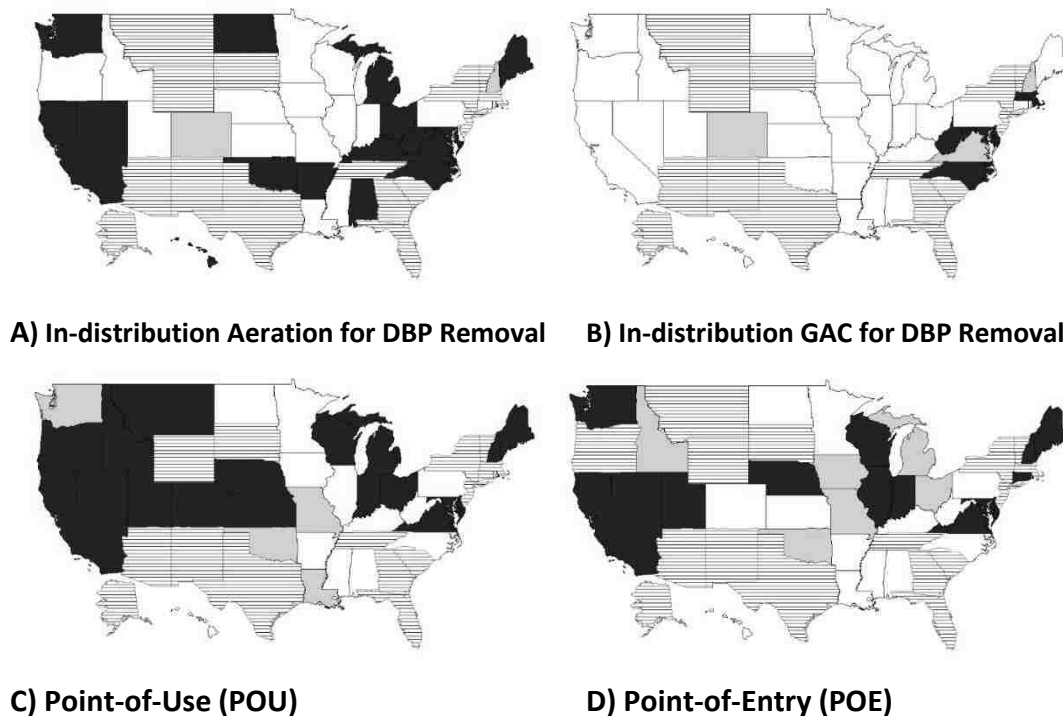 A) In-distribution Aeration for DBP Removal
B) In-distribution GAC for DBP Removal
C) Point-of-Use (POU)
D) Point-of-Entry (POE)